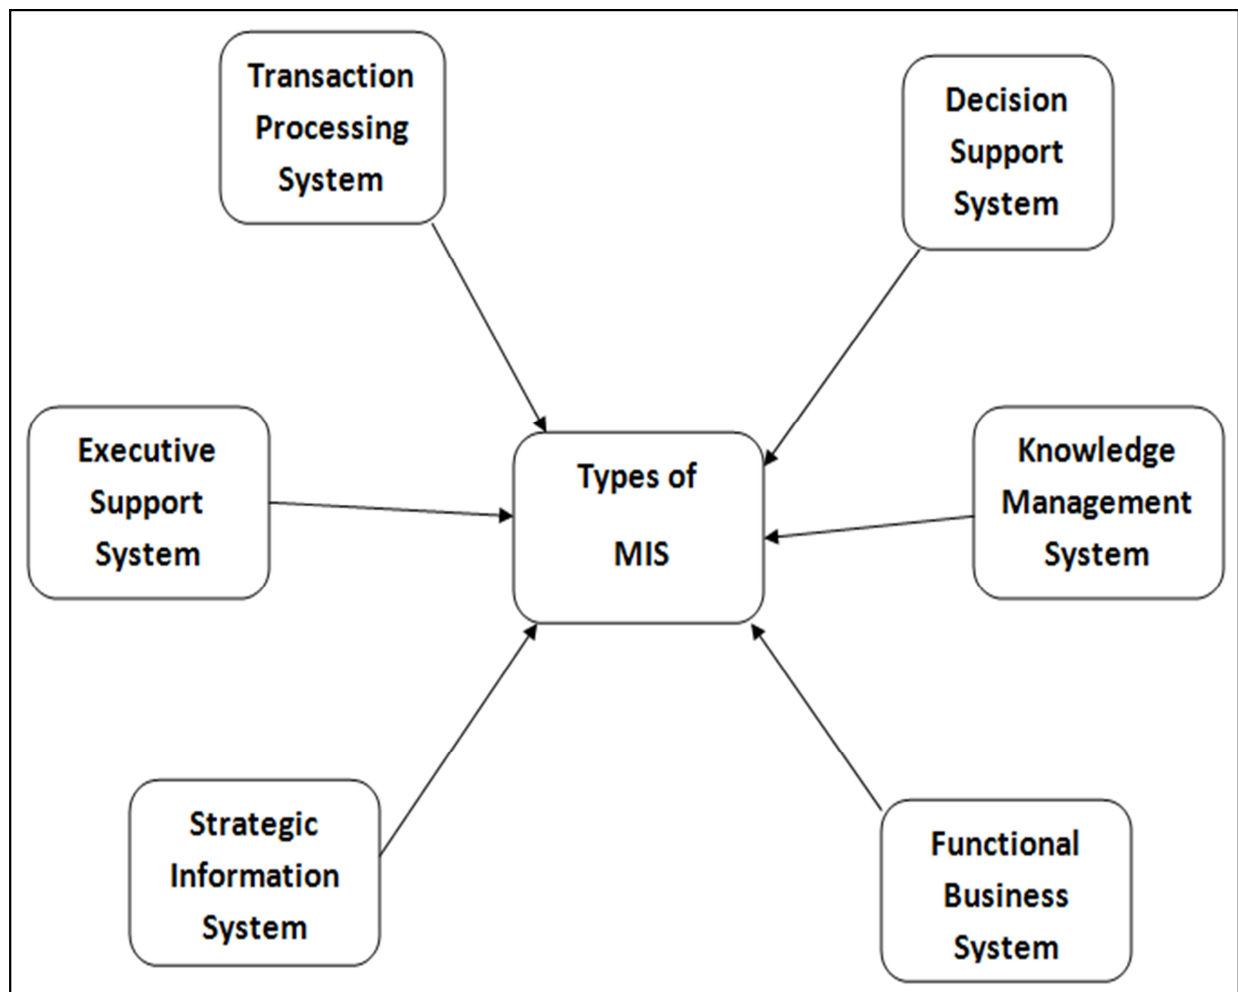 Transaction
Processing
System
Decision
Support
System
Executive
Support
System
Types of
MIS
Knowledge
Management
System
Strategic
Information
System
Functional
Business
System